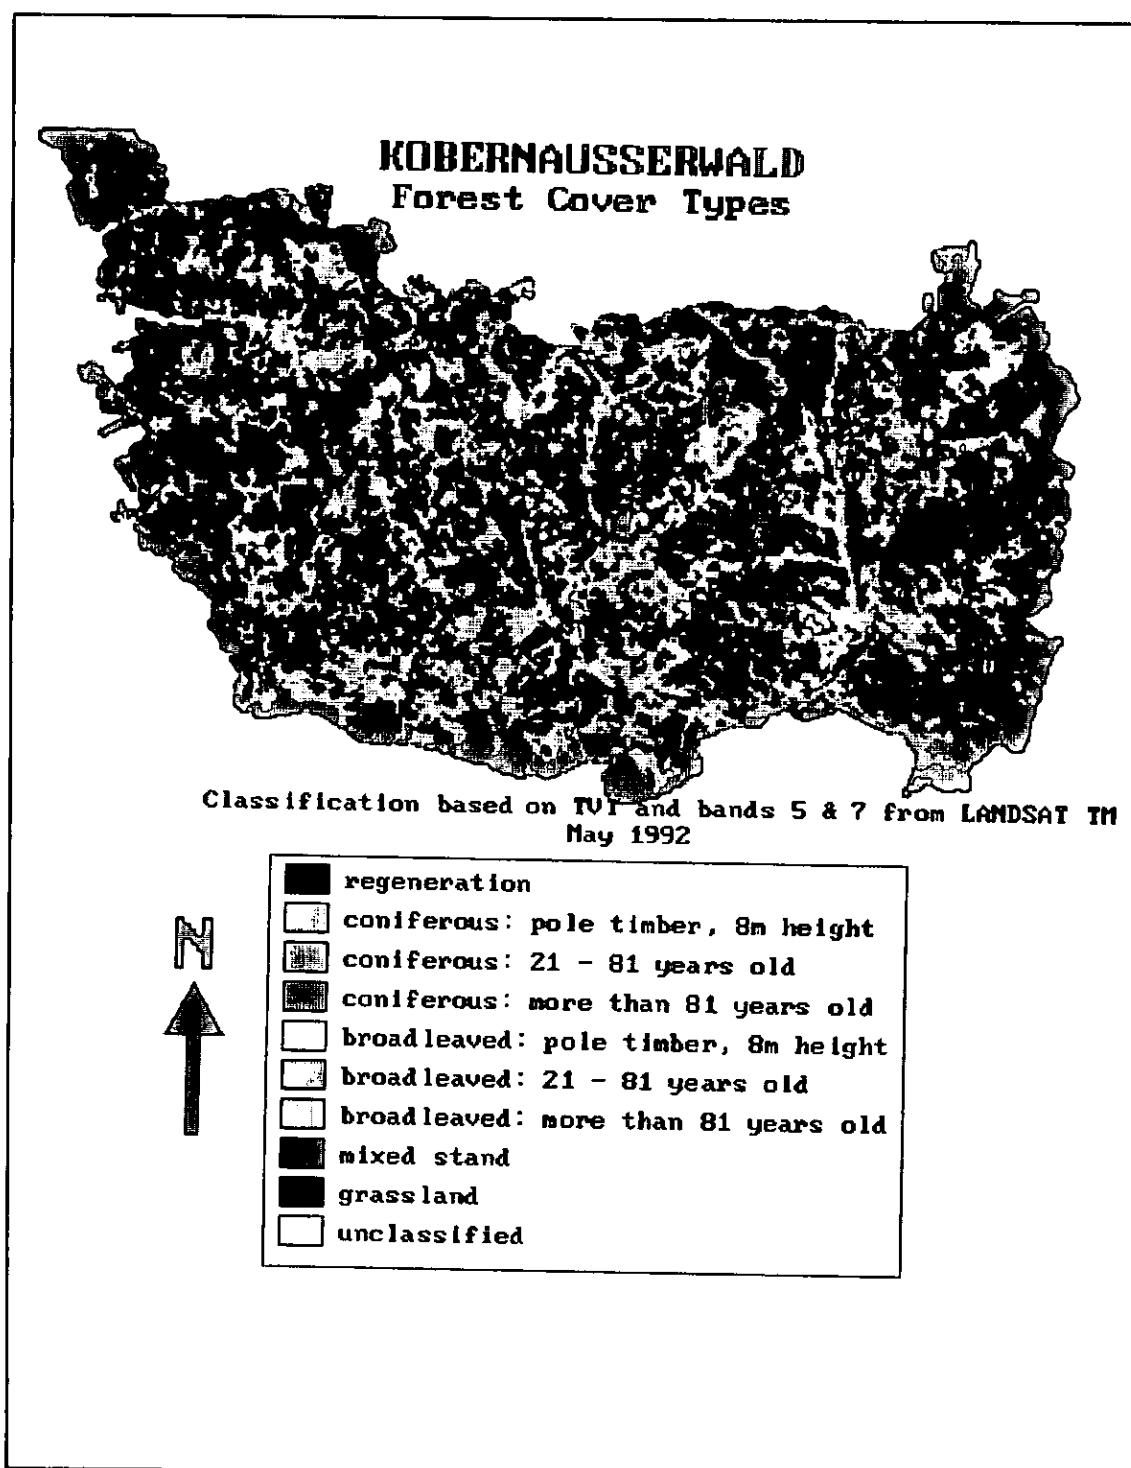 KOBERNAUSSERWALD
Forest Cover Types
Classification based on TVT and bands 5 & 7 from LANDSAT TM
May 1992
regeneration
coniferous: pole timber, 8m height
coniferous: 21 - 81 years old
coniferous: more than 81 years old
broadleaved: pole timber, 8m height
broadleaved: 21 - 81 years old
broadleaved: more than 81 years old
mixed stand
grassland
unclassified
N